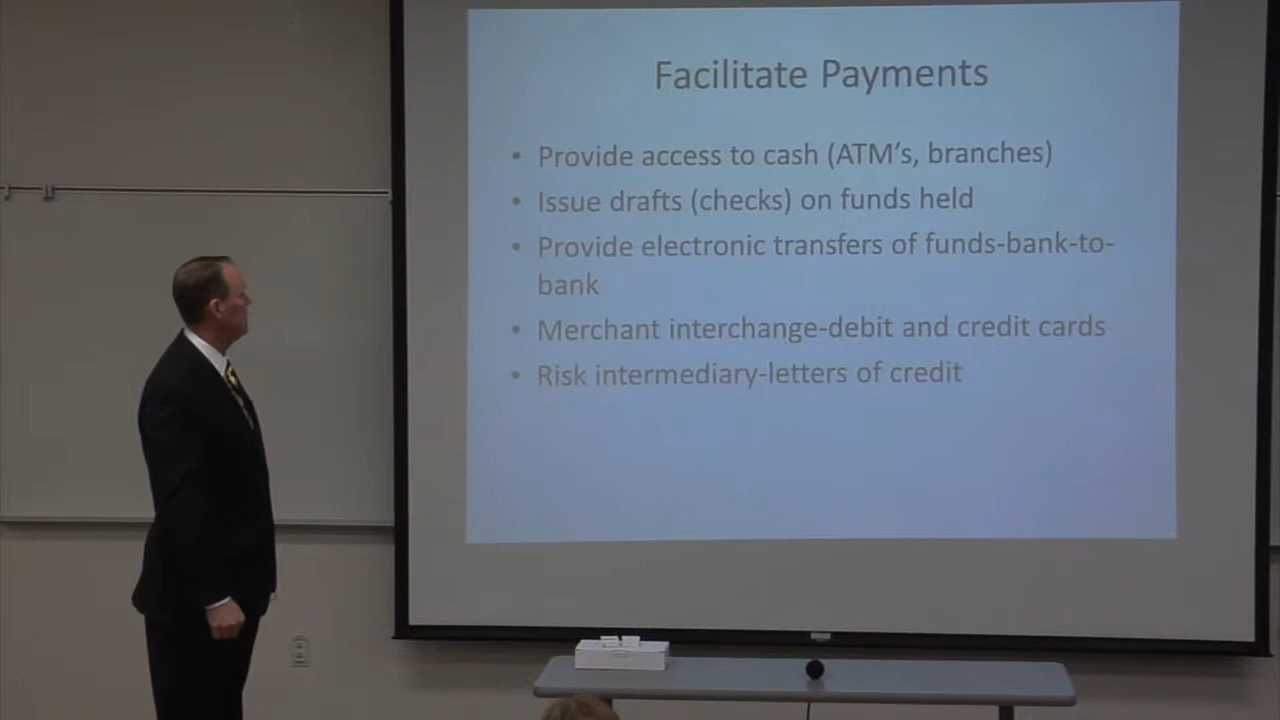 Facilitate Payments
• Provide access to cash (ATM's, branches)
• Issue drafts (checks) on funds held
• Provide electronic transfers of funds-bank-to-
bank
• Merchant interchange-debit and credit cards
• Risk intermediary-letters of credit